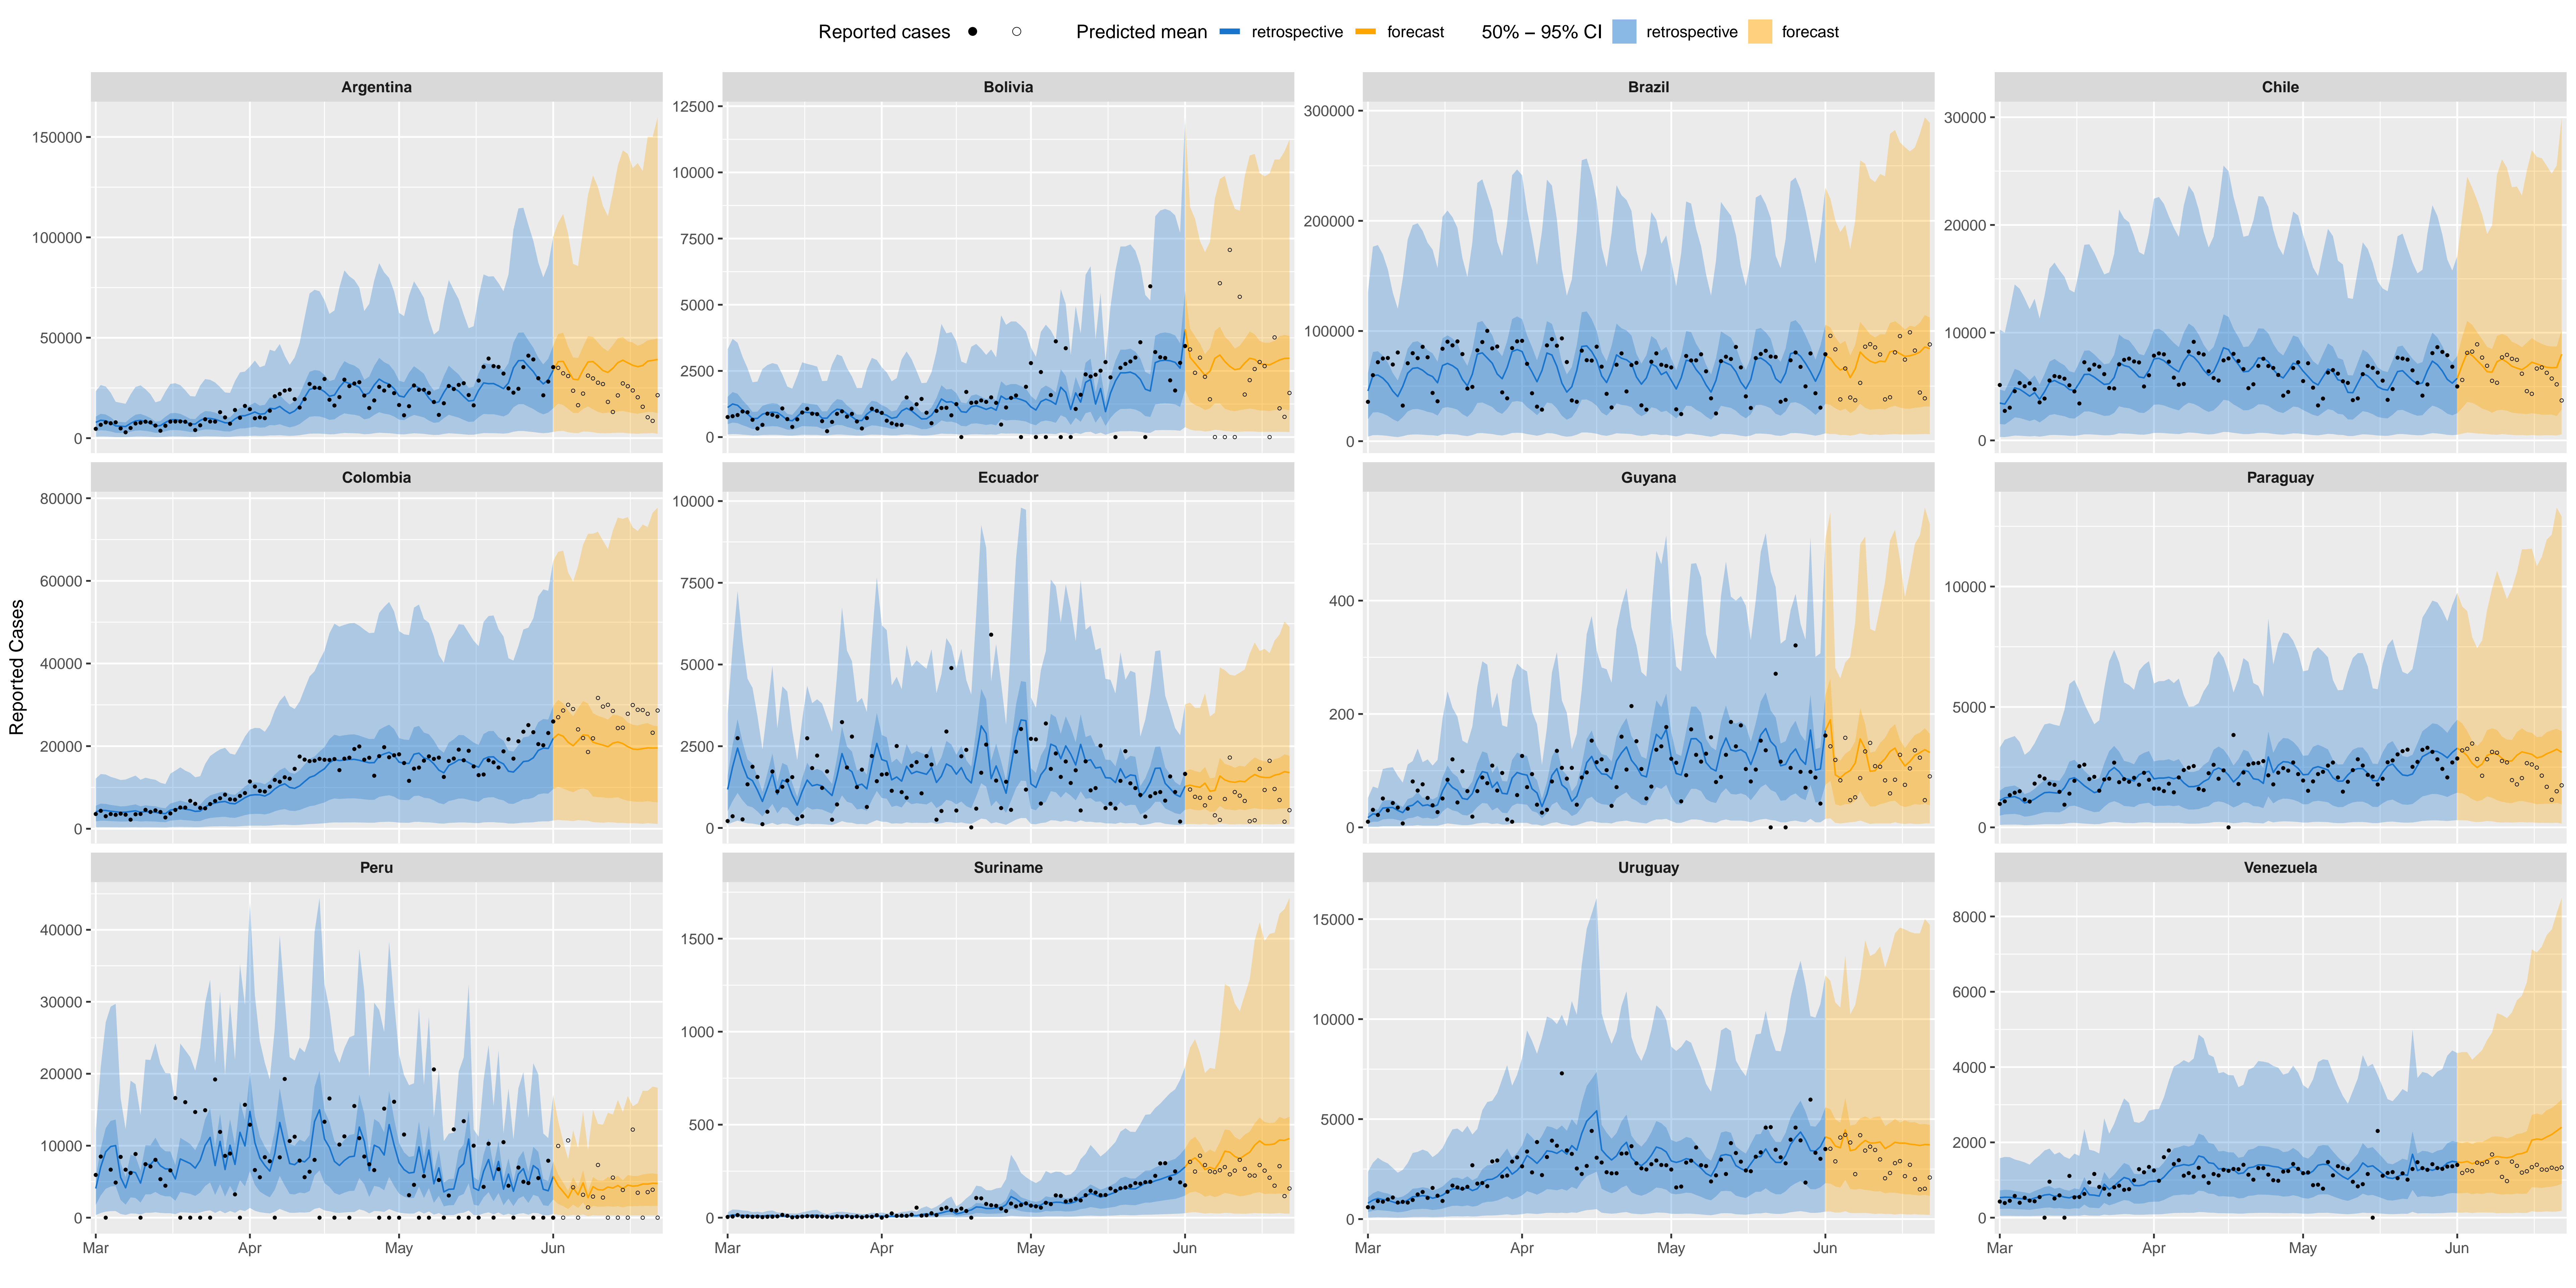 Reported cases Predicted mean retrospective forecast 50% − 95% CI retrospective forecast
Argentina
Bolivia
Brazil
Chile
150000
100000
50000
0
12500
10000
7500
5000
2500
0
300000
200000
100000
0
30000
20000
10000
0
Colombia
Ecuador
Guyana
Paraguay
80000
60000
40000
20000
0
10000
7500
5000
2500
0
400
200
0
10000
5000
0
Reported Cases
Peru
Suriname
Uruguay
Venezuela
40000
30000
20000
10000
0
1500
1000
500
0
15000
10000
5000
0
8000
6000
4000
2000
0
Mar Apr May Jun
Mar Apr May Jun
Mar Apr May Jun
Mar Apr May Jun